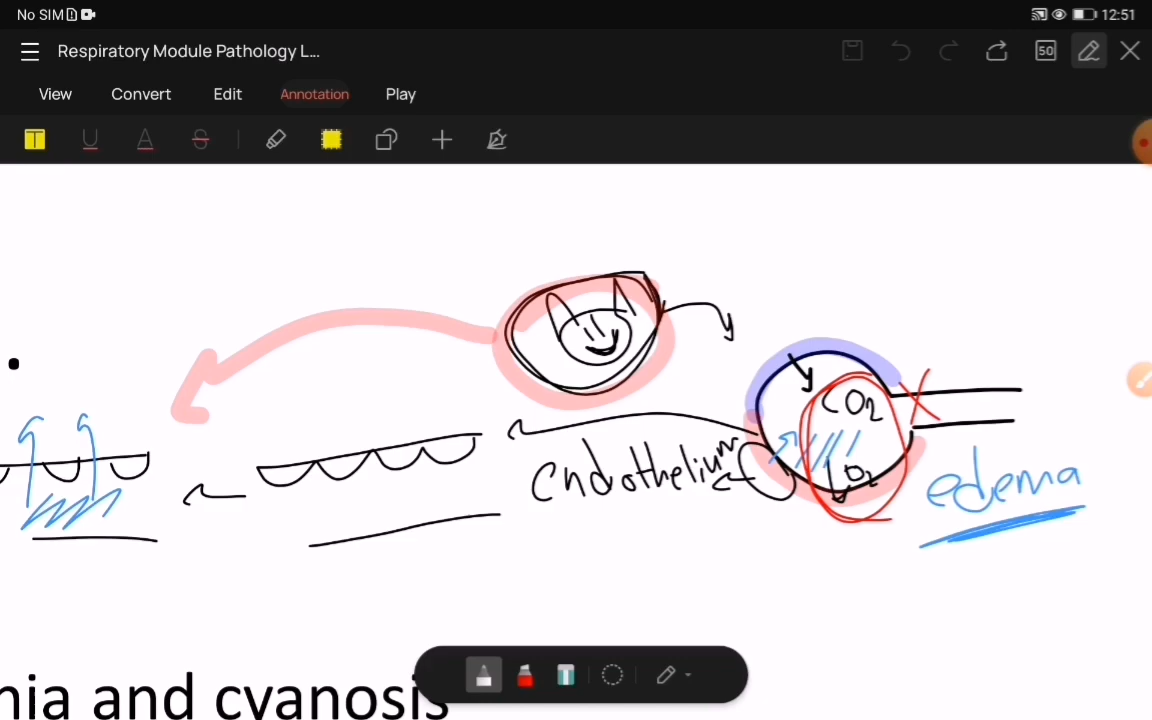 No SIM 12:51
Respiratory Module Pathology L... 50
View Convert Edit Annotation Play
T U A S
CO2
endothelium
O2
edema
nia and cyanosis